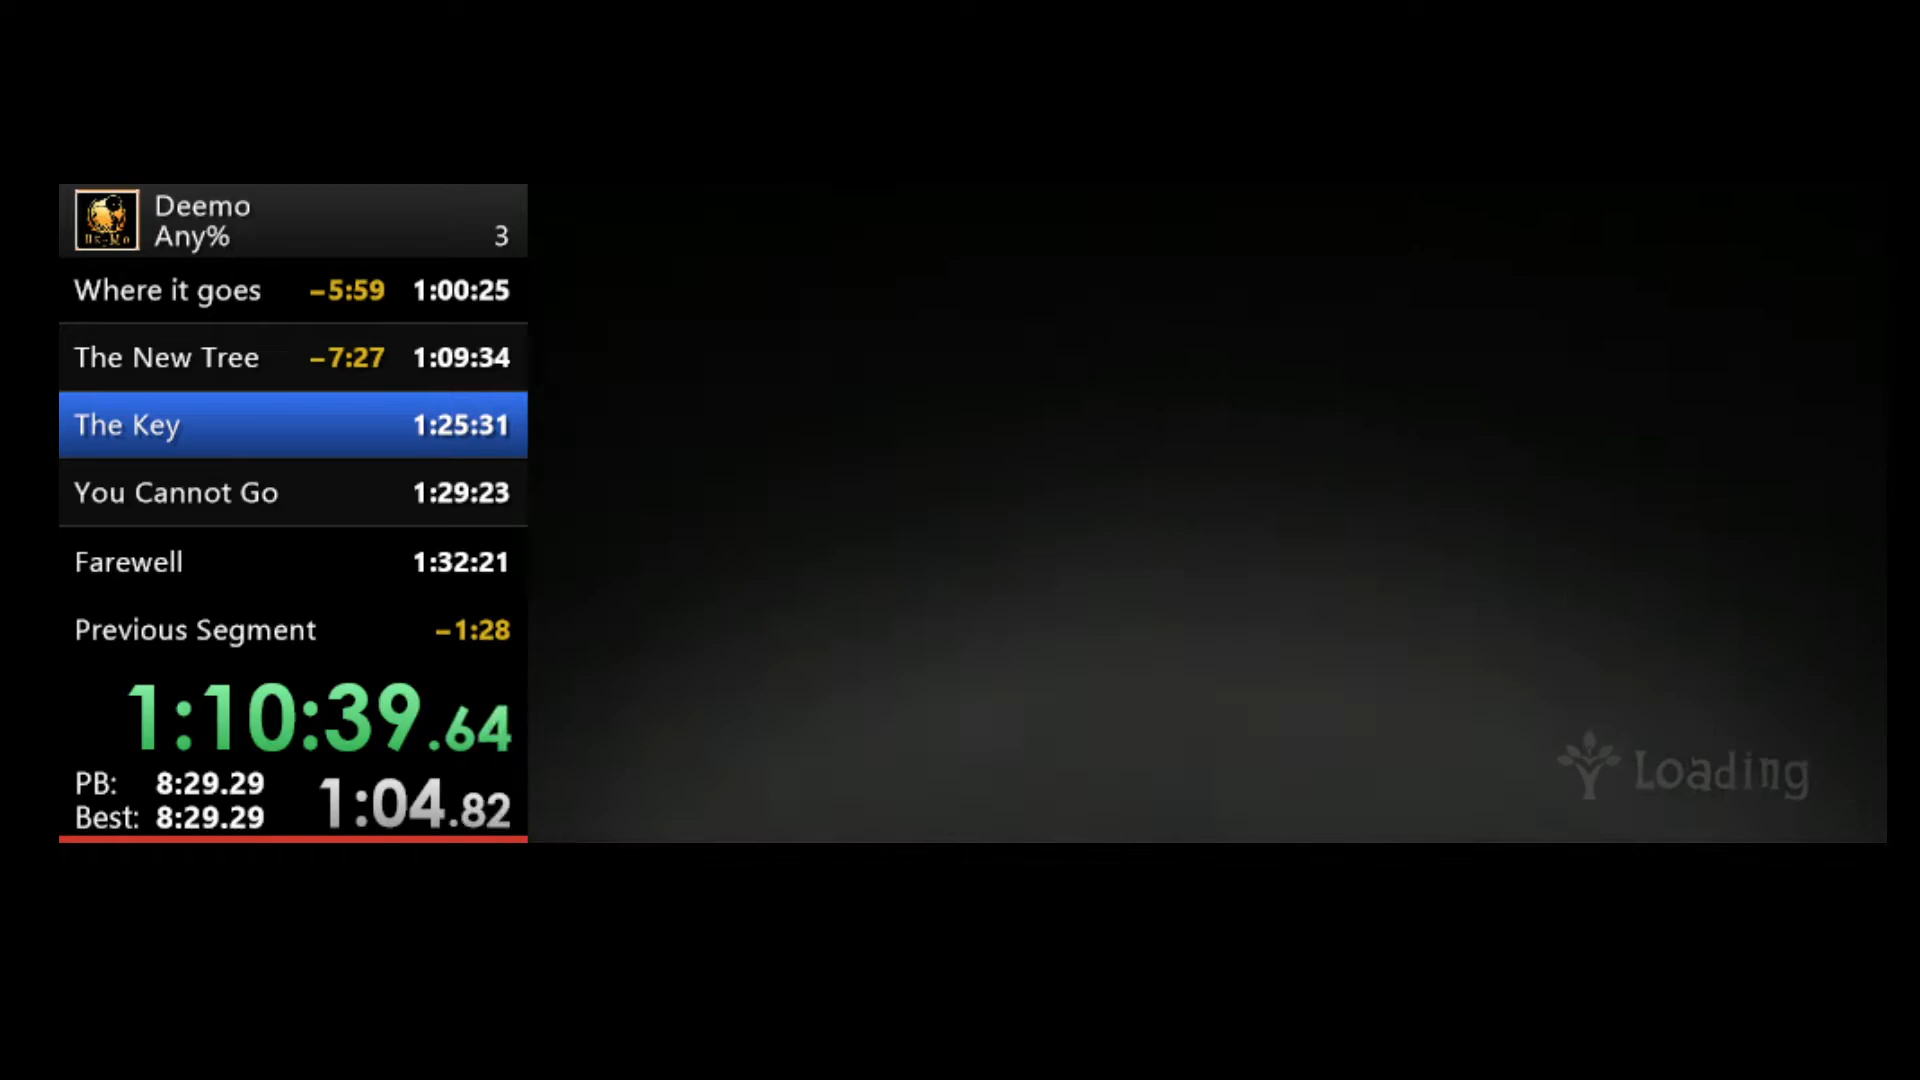 Deemo
Any% 3
Where it goes −5:59 1:00:25
The New Tree −7:27 1:09:34
The Key 1:25:31
You Cannot Go 1:29:23
Farewell 1:32:21
Previous Segment −1:28
1:10:39.64
PB: 8:29.29
Best: 8:29.29
1:04.82
Loading